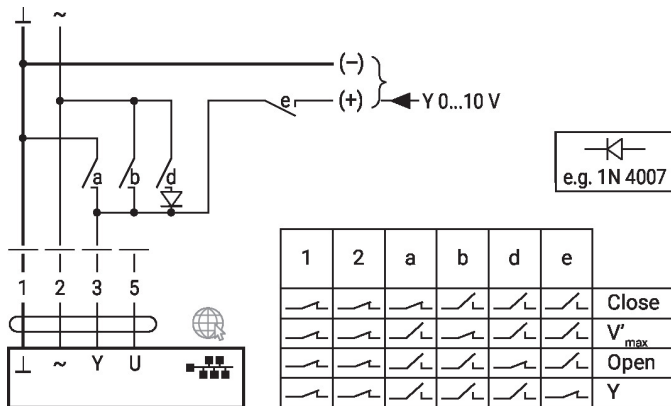 ⊥ ~
(–)
e (+) Y 0...10 V
a b d
e.g. 1N 4007
1 2 3 5
⊥ ~ Y U
1 2 a b d e
Close
V'max
Open
Y